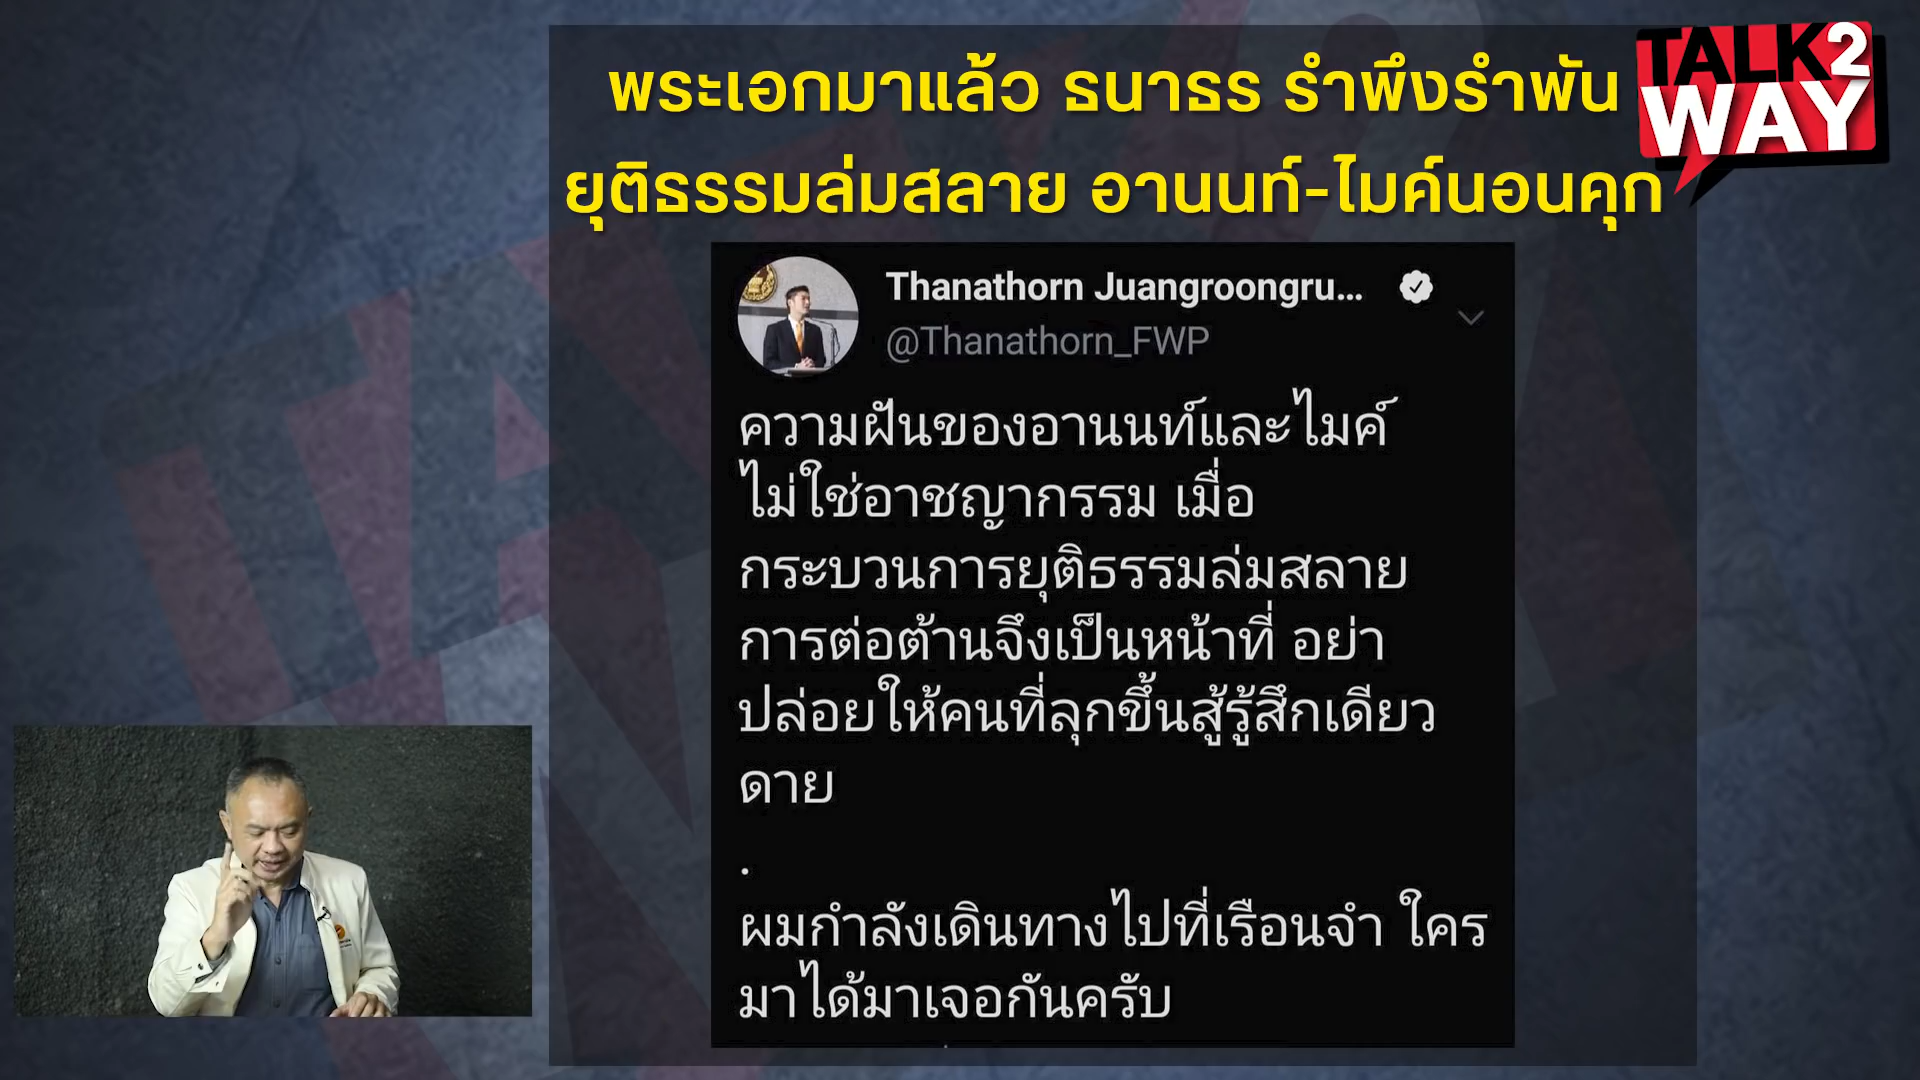 พระเอกมาแล้ว ธนาธร รำพึงรำพัน
ยุติธรรมล่มสลาย อานนท์-ไมค์นอนคุก
TALK2
WAY
Thanathorn Juangroongru...
@Thanathorn_FWP
ความฝันของอานนท์และไมค์
ไม่ใช่อาชญากรรม เมื่อ
กระบวนการยุติธรรมล่มสลาย
การต่อต้านจึงเป็นหน้าที่ อย่า
ปล่อยให้คนที่ลุกขึ้นสู้รู้สึกเดียว
ดาย
.
ผมกำลังเดินทางไปที่เรือนจำ ใคร
มาได้มาเจอกันครับ